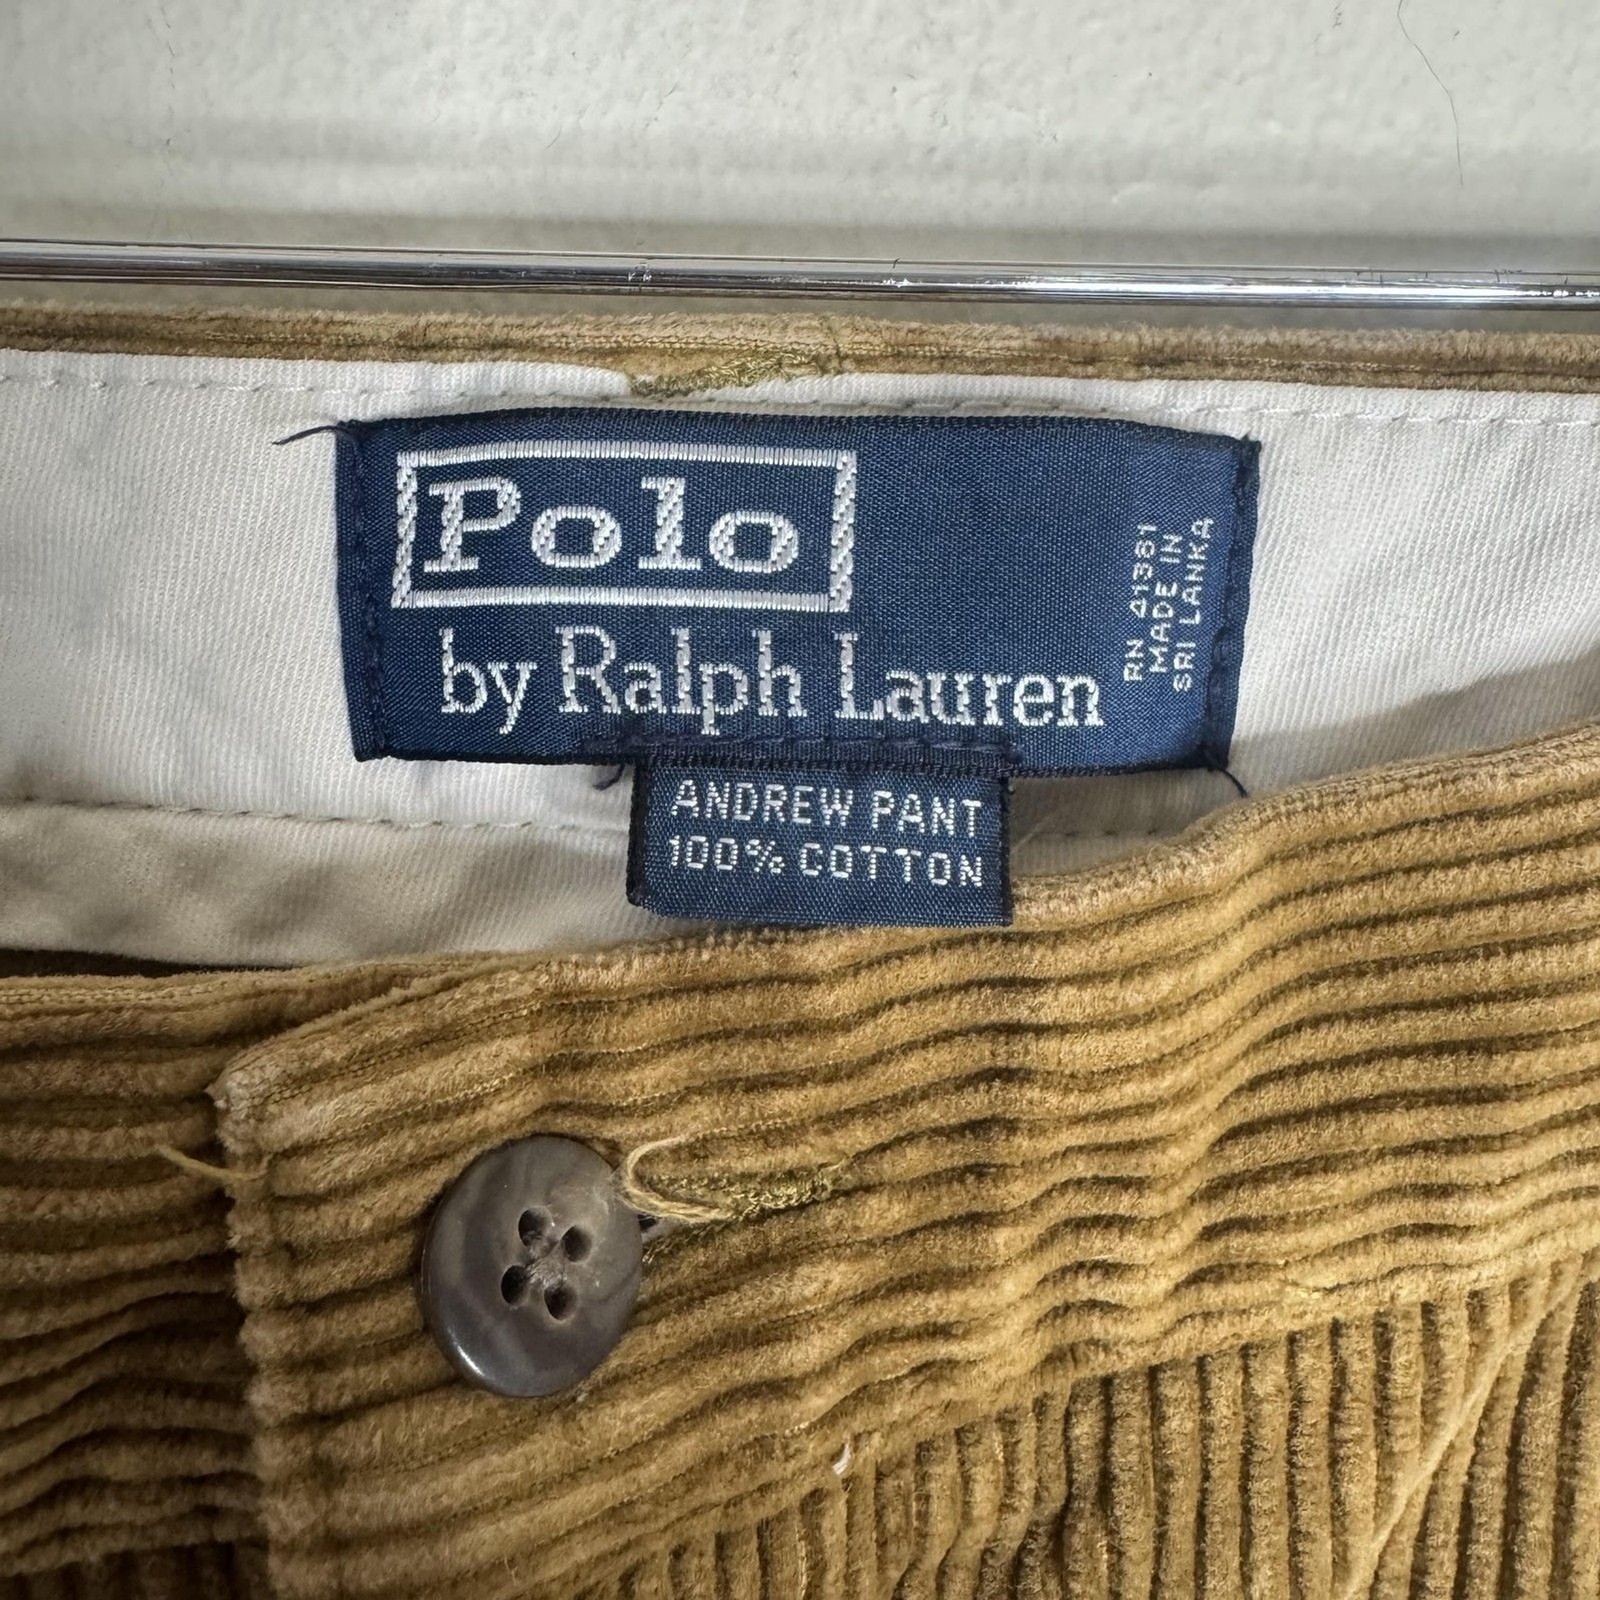 Polo
by Ralph Lauren
RN 41381
MADE IN
SRI LANKA
ANDREW PANT
100% COTTON